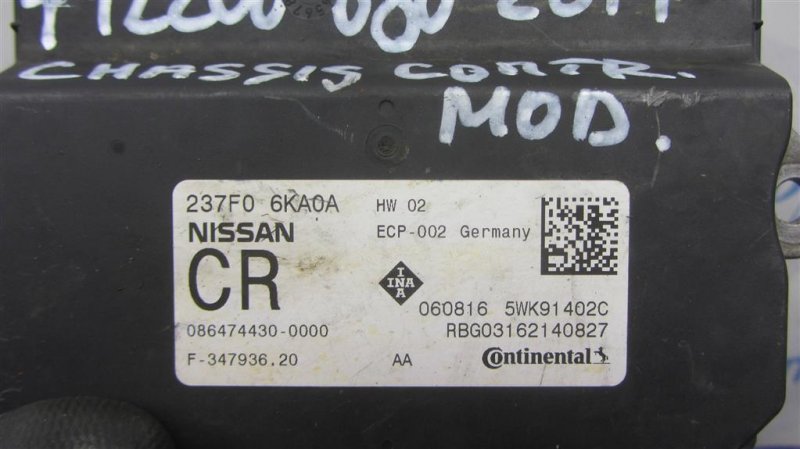 CHASSIS CONTR.
MOD.
237F0 6KA0A HW 02
NISSAN ECP-002 Germany
CR
INA
INA
060816 5WK91402C
086474430-0000 RBG03162140827
F-347936.20 AA Continental